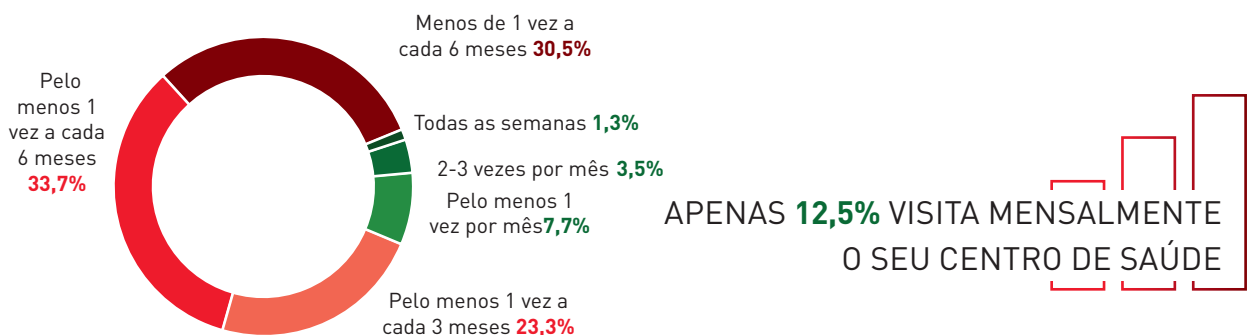 Menos de 1 vez a
cada 6 meses 30,5%
Pelo
menos 1
vez a cada
6 meses
33,7%
Todas as semanas 1,3%
2-3 vezes por mês 3,5%
Pelo menos 1
vez por mês7,7%
Pelo menos 1 vez a
cada 3 meses 23,3%
APENAS 12,5% VISITA MENSALMENTE
O SEU CENTRO DE SAÚDE